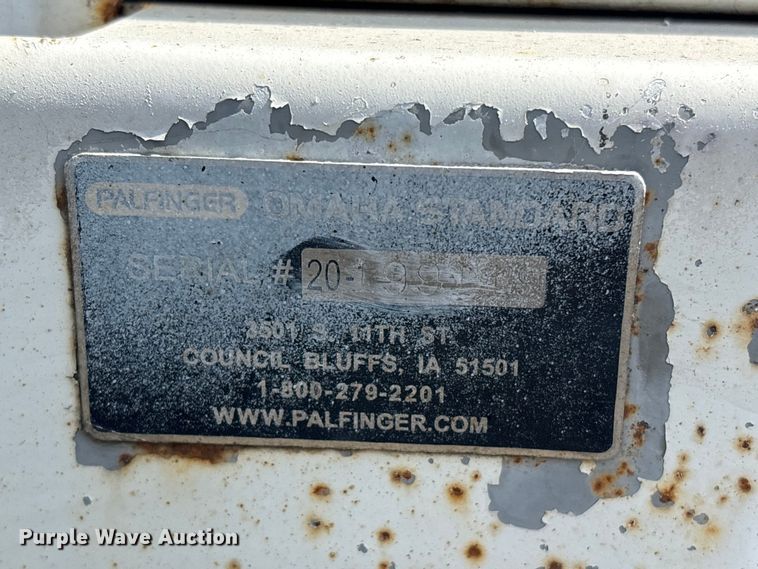 PALFINGER OMAHA STANDARD
SERIAL #
3501 S. 11TH ST.
COUNCIL BLUFFS, IA 51501
1-800-279-2201
WWW.PALFINGER.COM
Purple Wave Auction